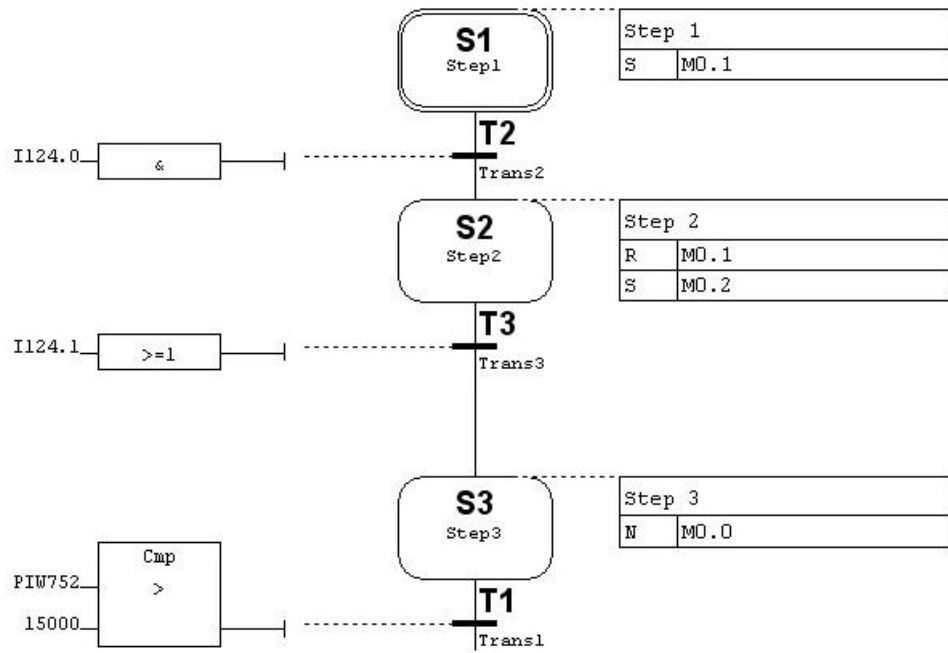 S1
Step1
Step 1
S M0.1
T2
Trans2
I124.0
&
S2
Step2
Step 2
R M0.1
S M0.2
T3
Trans3
I124.1
>=1
S3
Step3
Step 3
N M0.0
Cmp
>
PIW752
15000
T1
Trans1